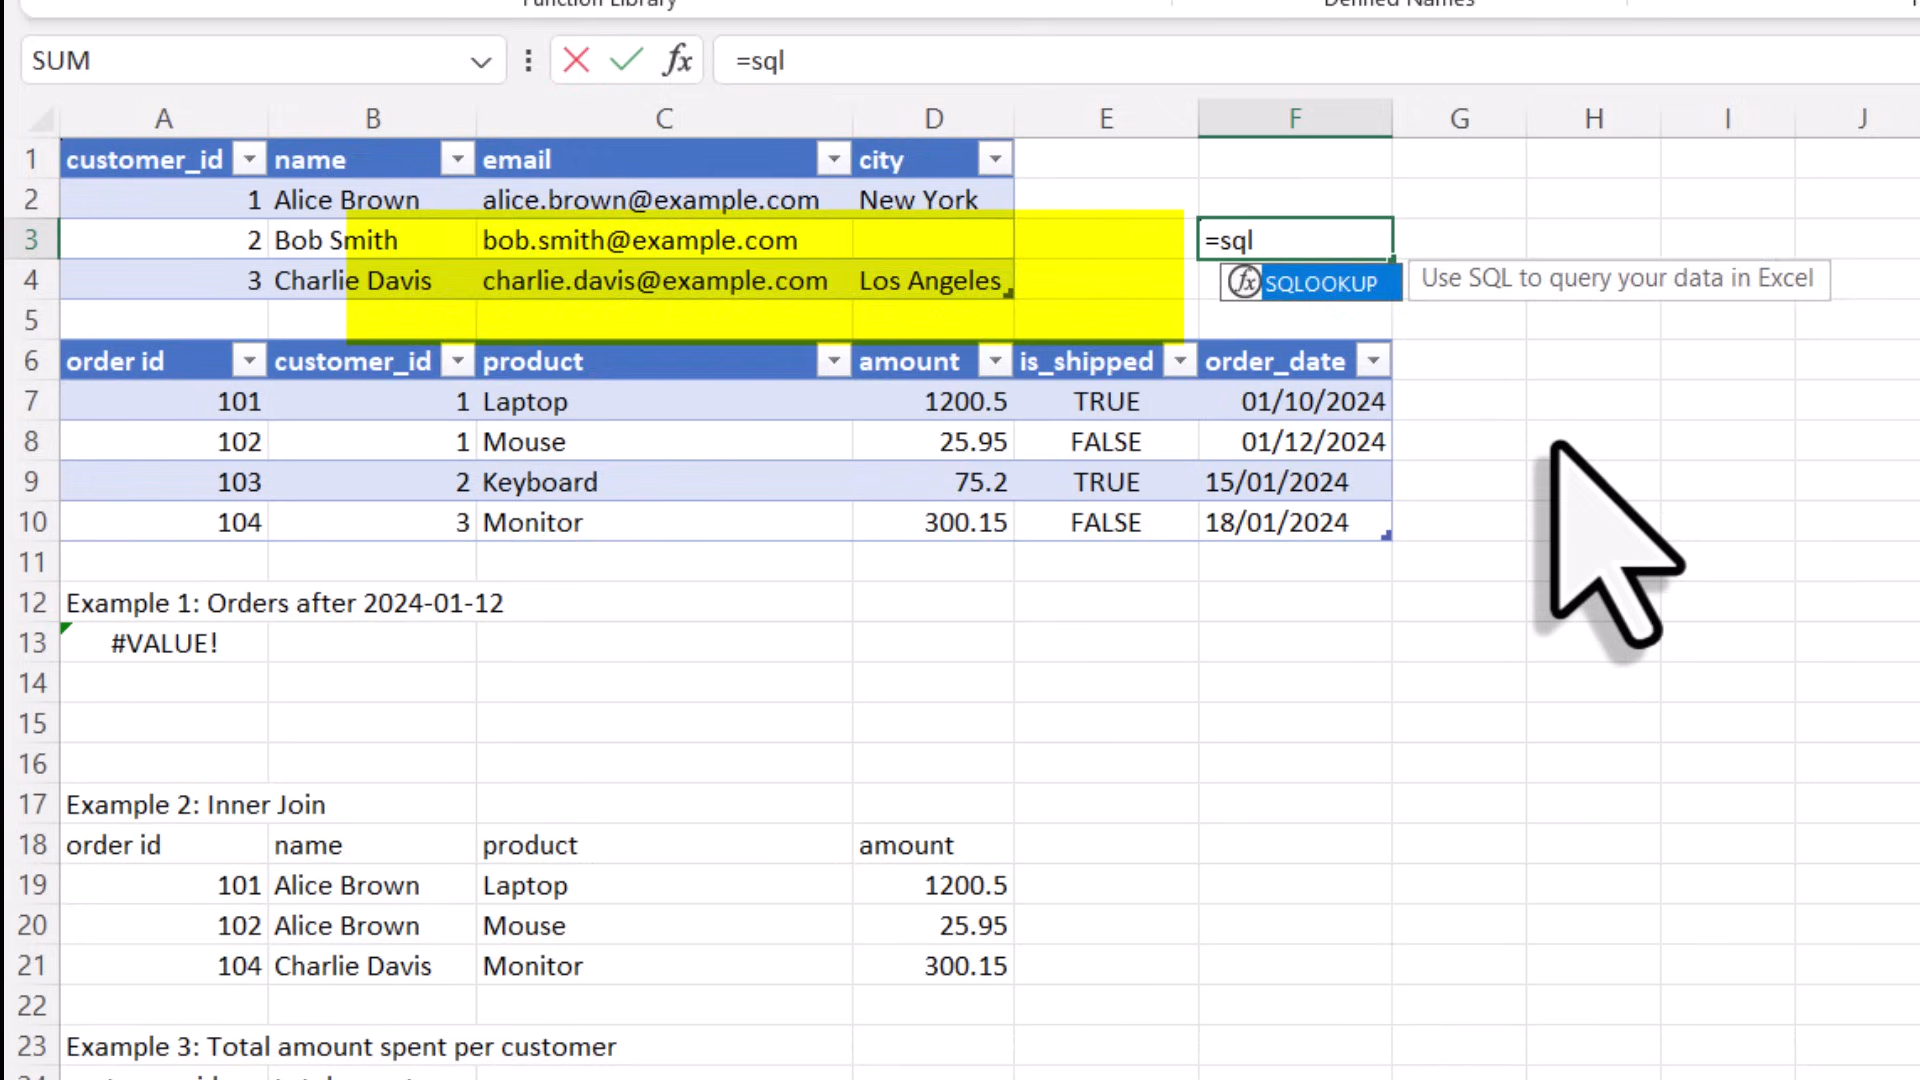 Function Library Defined Names
SUM =sql
A B C D E F G H I J
1 customer_id name email city
2 1 Alice Brown alice.brown@example.com New York
3 2 Bob Smith bob.smith@example.com =sql
4 3 Charlie Davis charlie.davis@example.com Los Angeles fx SQLOOKUP Use SQL to query your data in Excel
5
6 order id customer_id product amount is_shipped order_date
7 101 1 Laptop 1200.5 TRUE 01/10/2024
8 102 1 Mouse 25.95 FALSE 01/12/2024
9 103 2 Keyboard 75.2 TRUE 15/01/2024
10 104 3 Monitor 300.15 FALSE 18/01/2024
11
12 Example 1: Orders after 2024-01-12
13 #VALUE!
14
15
16
17 Example 2: Inner Join
18 order id name product amount
19 101 Alice Brown Laptop 1200.5
20 102 Alice Brown Mouse 25.95
21 104 Charlie Davis Monitor 300.15
22
23 Example 3: Total amount spent per customer